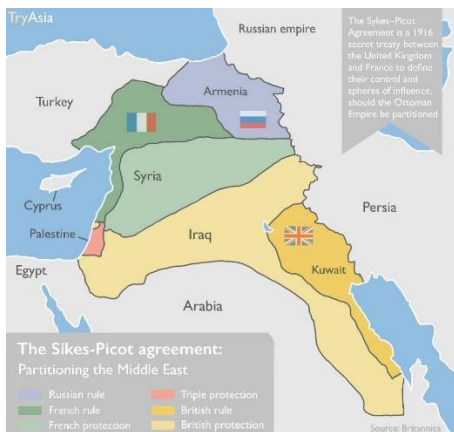 TryAsia
Russian empire
The Sykes–Picot
Agreement is a 1916
secret treaty between
the United Kingdom
and France to define
their control and
spheres of influence,
should the Ottoman
Empire be partitioned
Armenia
Turkey
Syria
Cyprus
Palestine
Iraq
Persia
Egypt
Kuwait
Arabia
The Sikes-Picot agreement:
Partitioning the Middle East
Russian rule
French rule
French protection
Triple protection
British rule
British protection
Source: Britannica